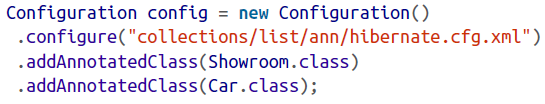 Configuration config = new Configuration()
.configure("collections/list/ann/hibernate.cfg.xml")
.addAnnotatedClass(Showroom.class)
.addAnnotatedClass(Car.class);